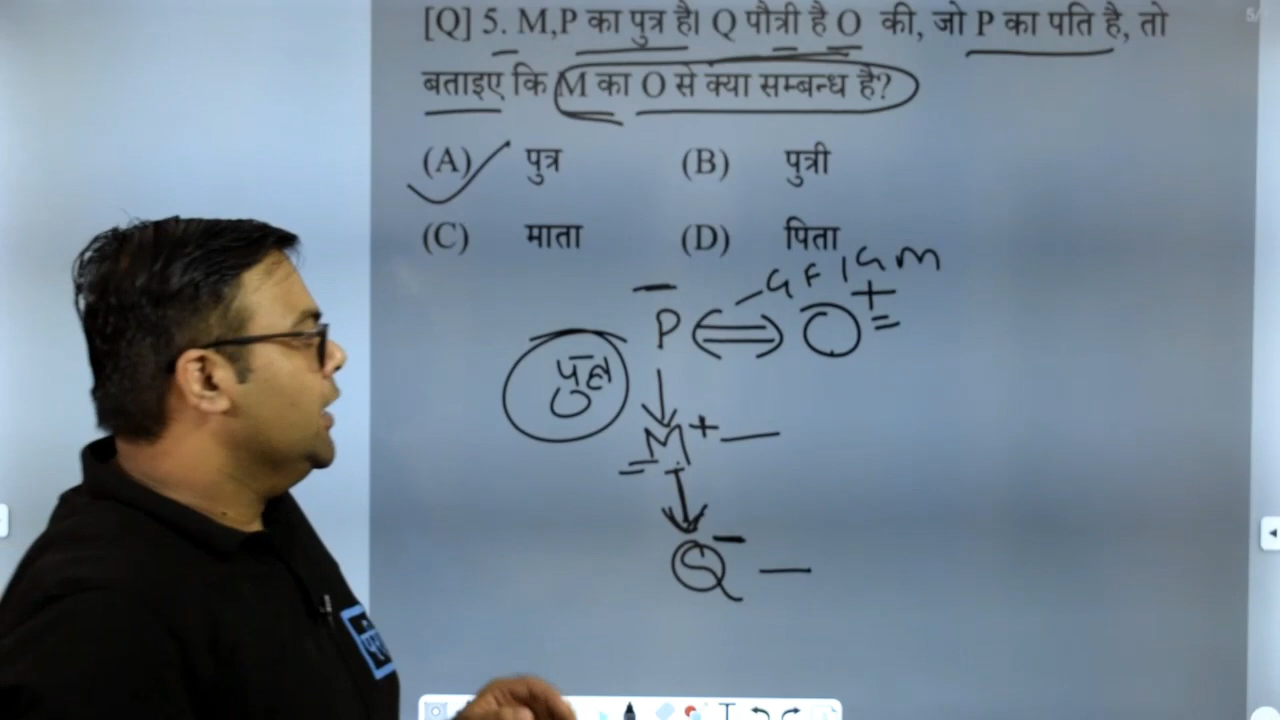 [Q] 5. M,P का पुत्र है। Q पौत्री है O की, जो P का पति है, तो
बताइए कि M का O से क्या सम्बन्ध है?
(A) पुत्र (B) पुत्री
(C) माता (D) पिता
GF / GM
P ⟺ O +
M +
Q